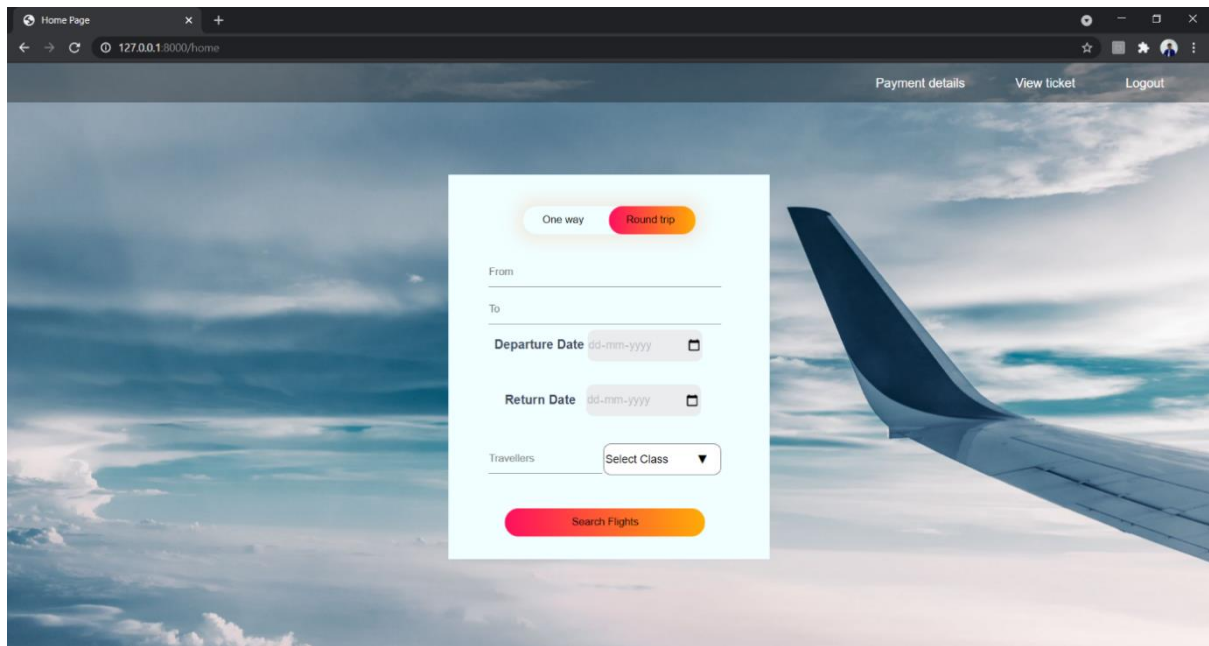 Home Page
127.0.0.1:8000/home
Payment details View ticket Logout
One way Round trip
From
To
Departure Date dd-mm-yyyy
Return Date dd-mm-yyyy
Travellers Select Class
Search Flights